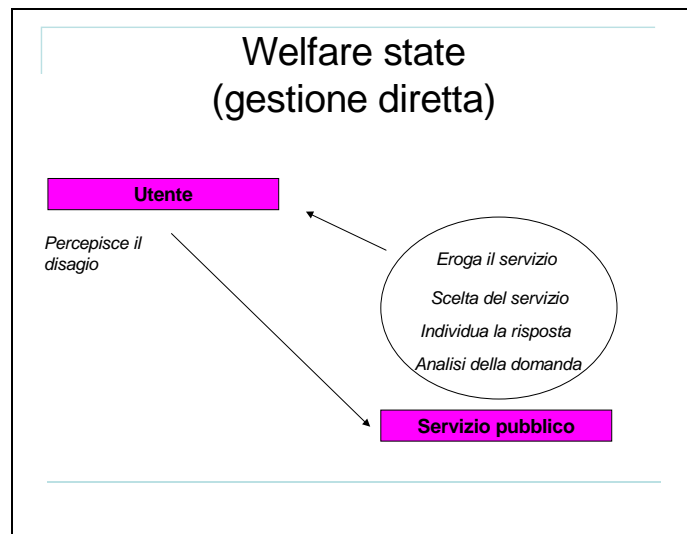 Welfare state
(gestione diretta)
Utente
Percepisce il
disagio
Eroga il servizio
Scelta del servizio
Individua la risposta
Analisi della domanda
Servizio pubblico